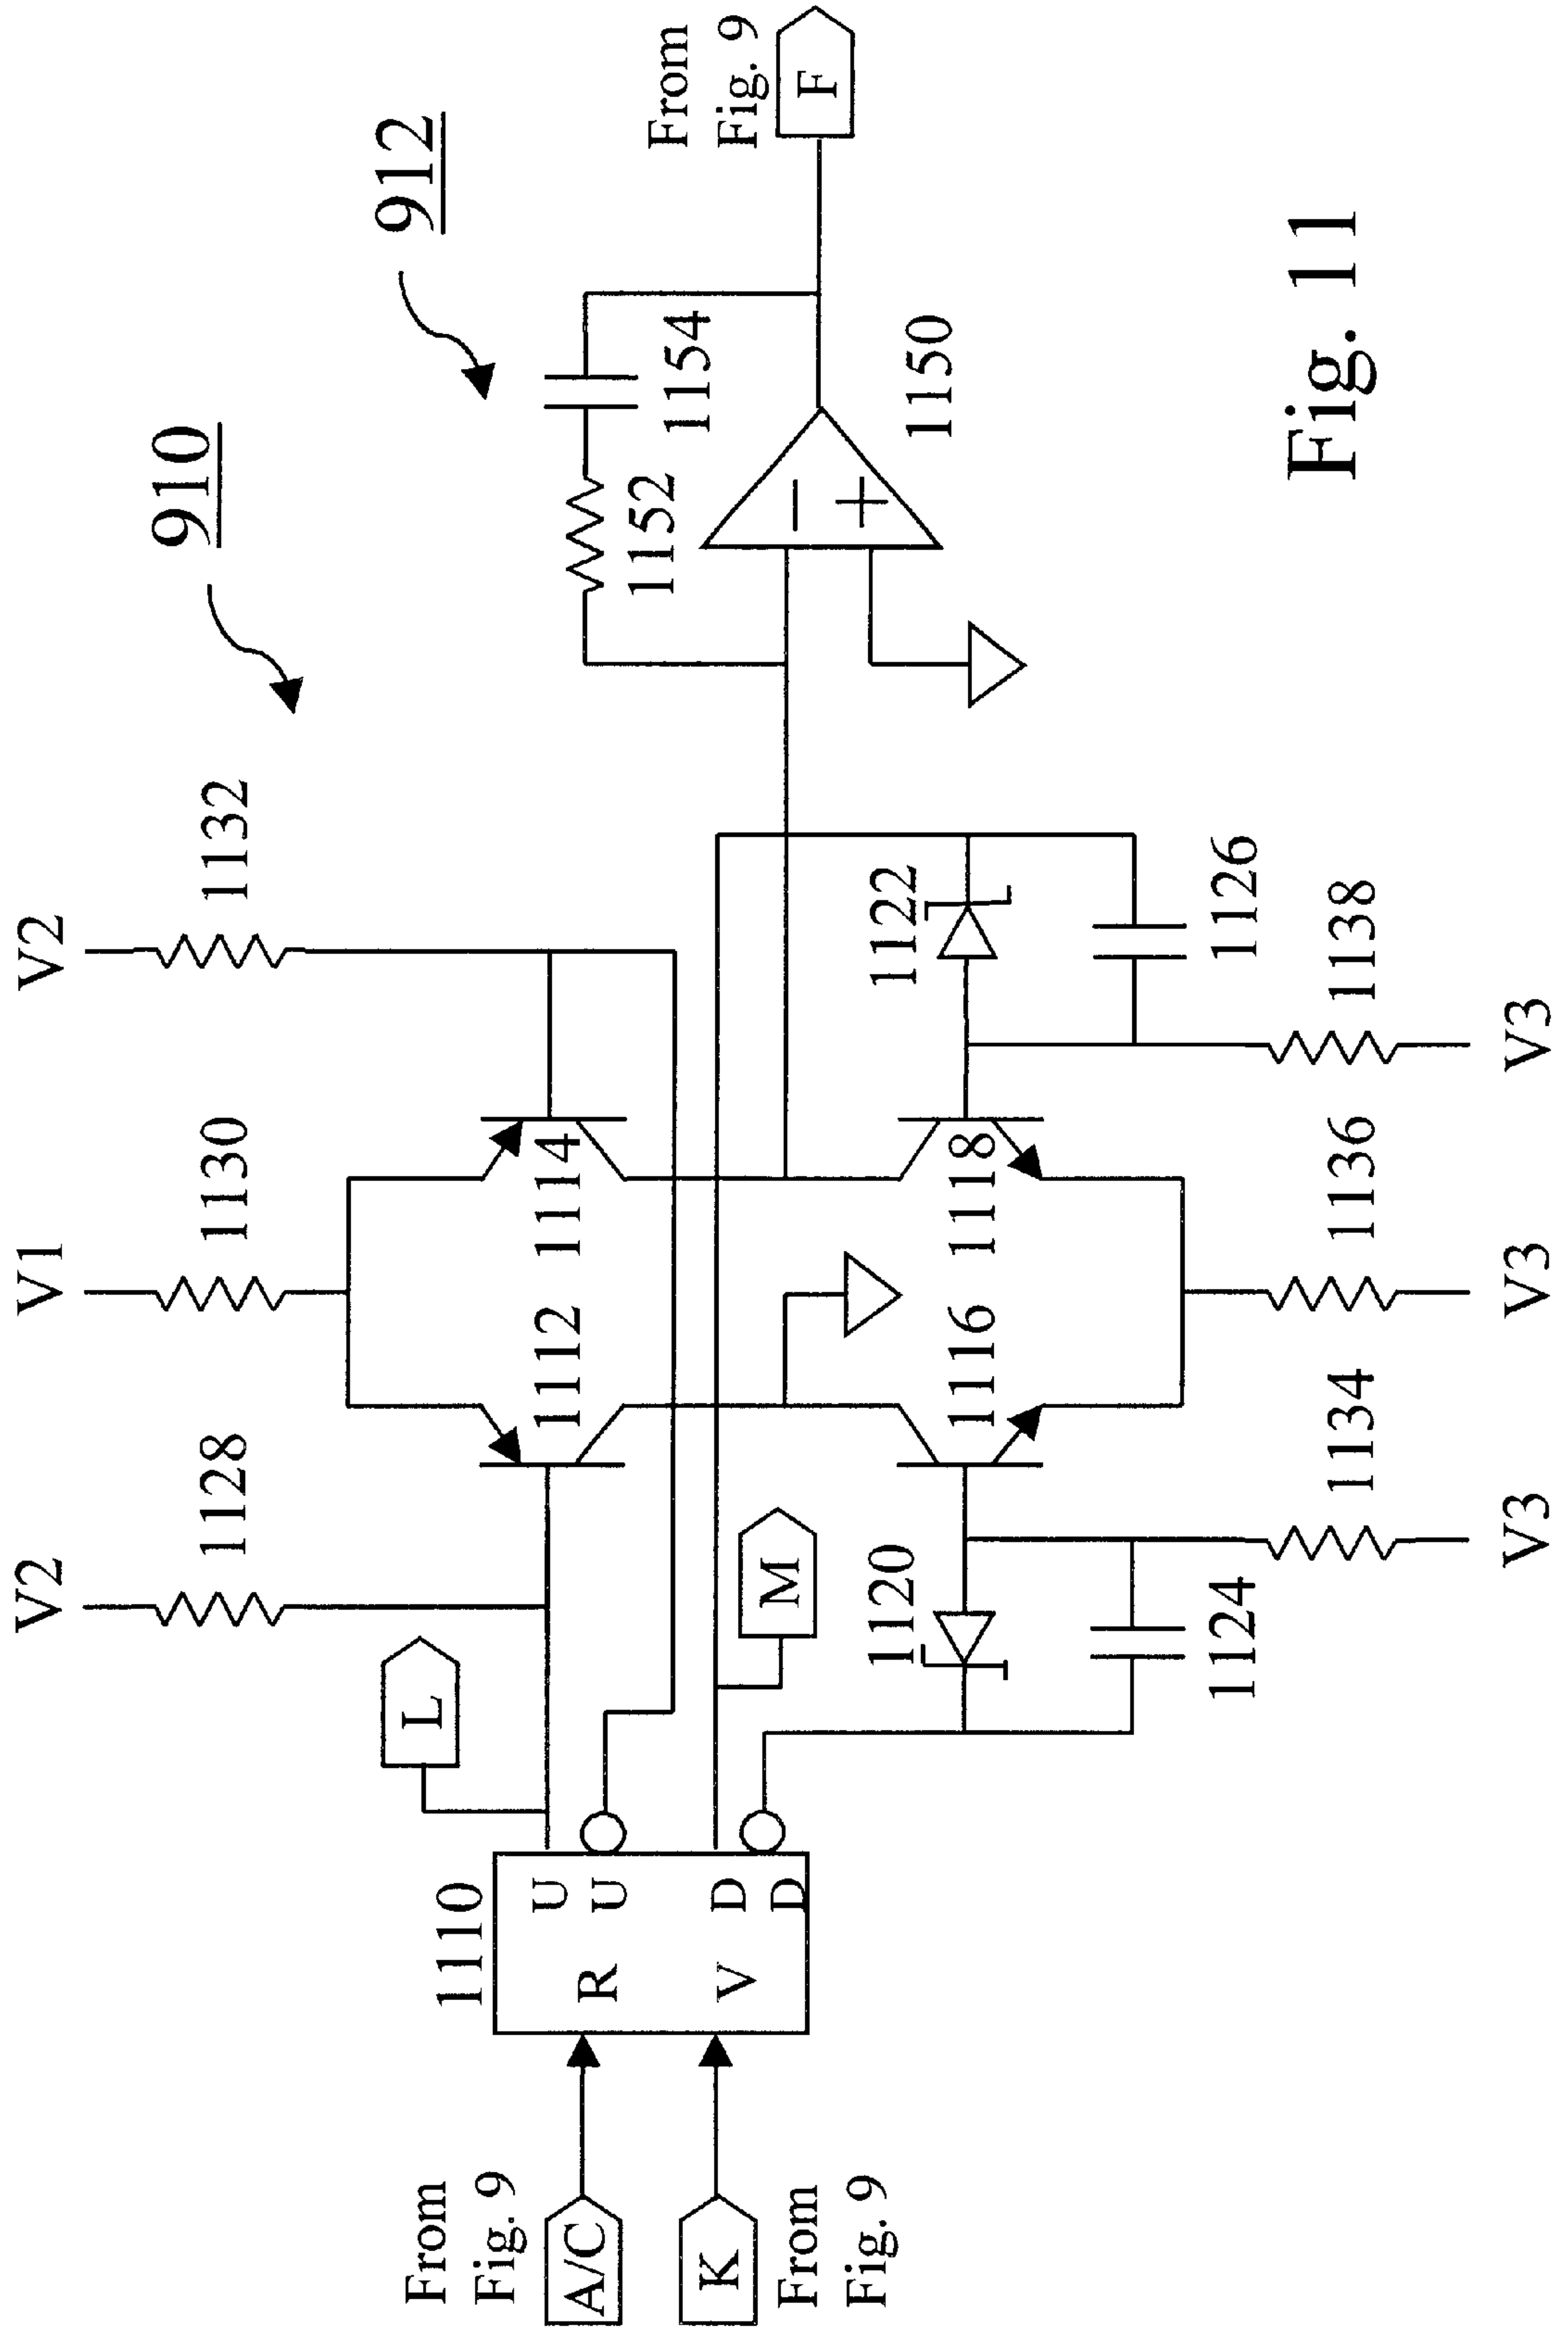 910
912
V2
V1
V2
1128
1130
1132
L
1112
1114
1152
1154
From
Fig. 9
F
1110
R
U
U
V
D
D
From
Fig. 9
A/C
K
From
Fig. 9
M
1150
1120
1116
1118
1122
1124
1126
1134
1136
1138
V3
V3
V3
Fig. 11